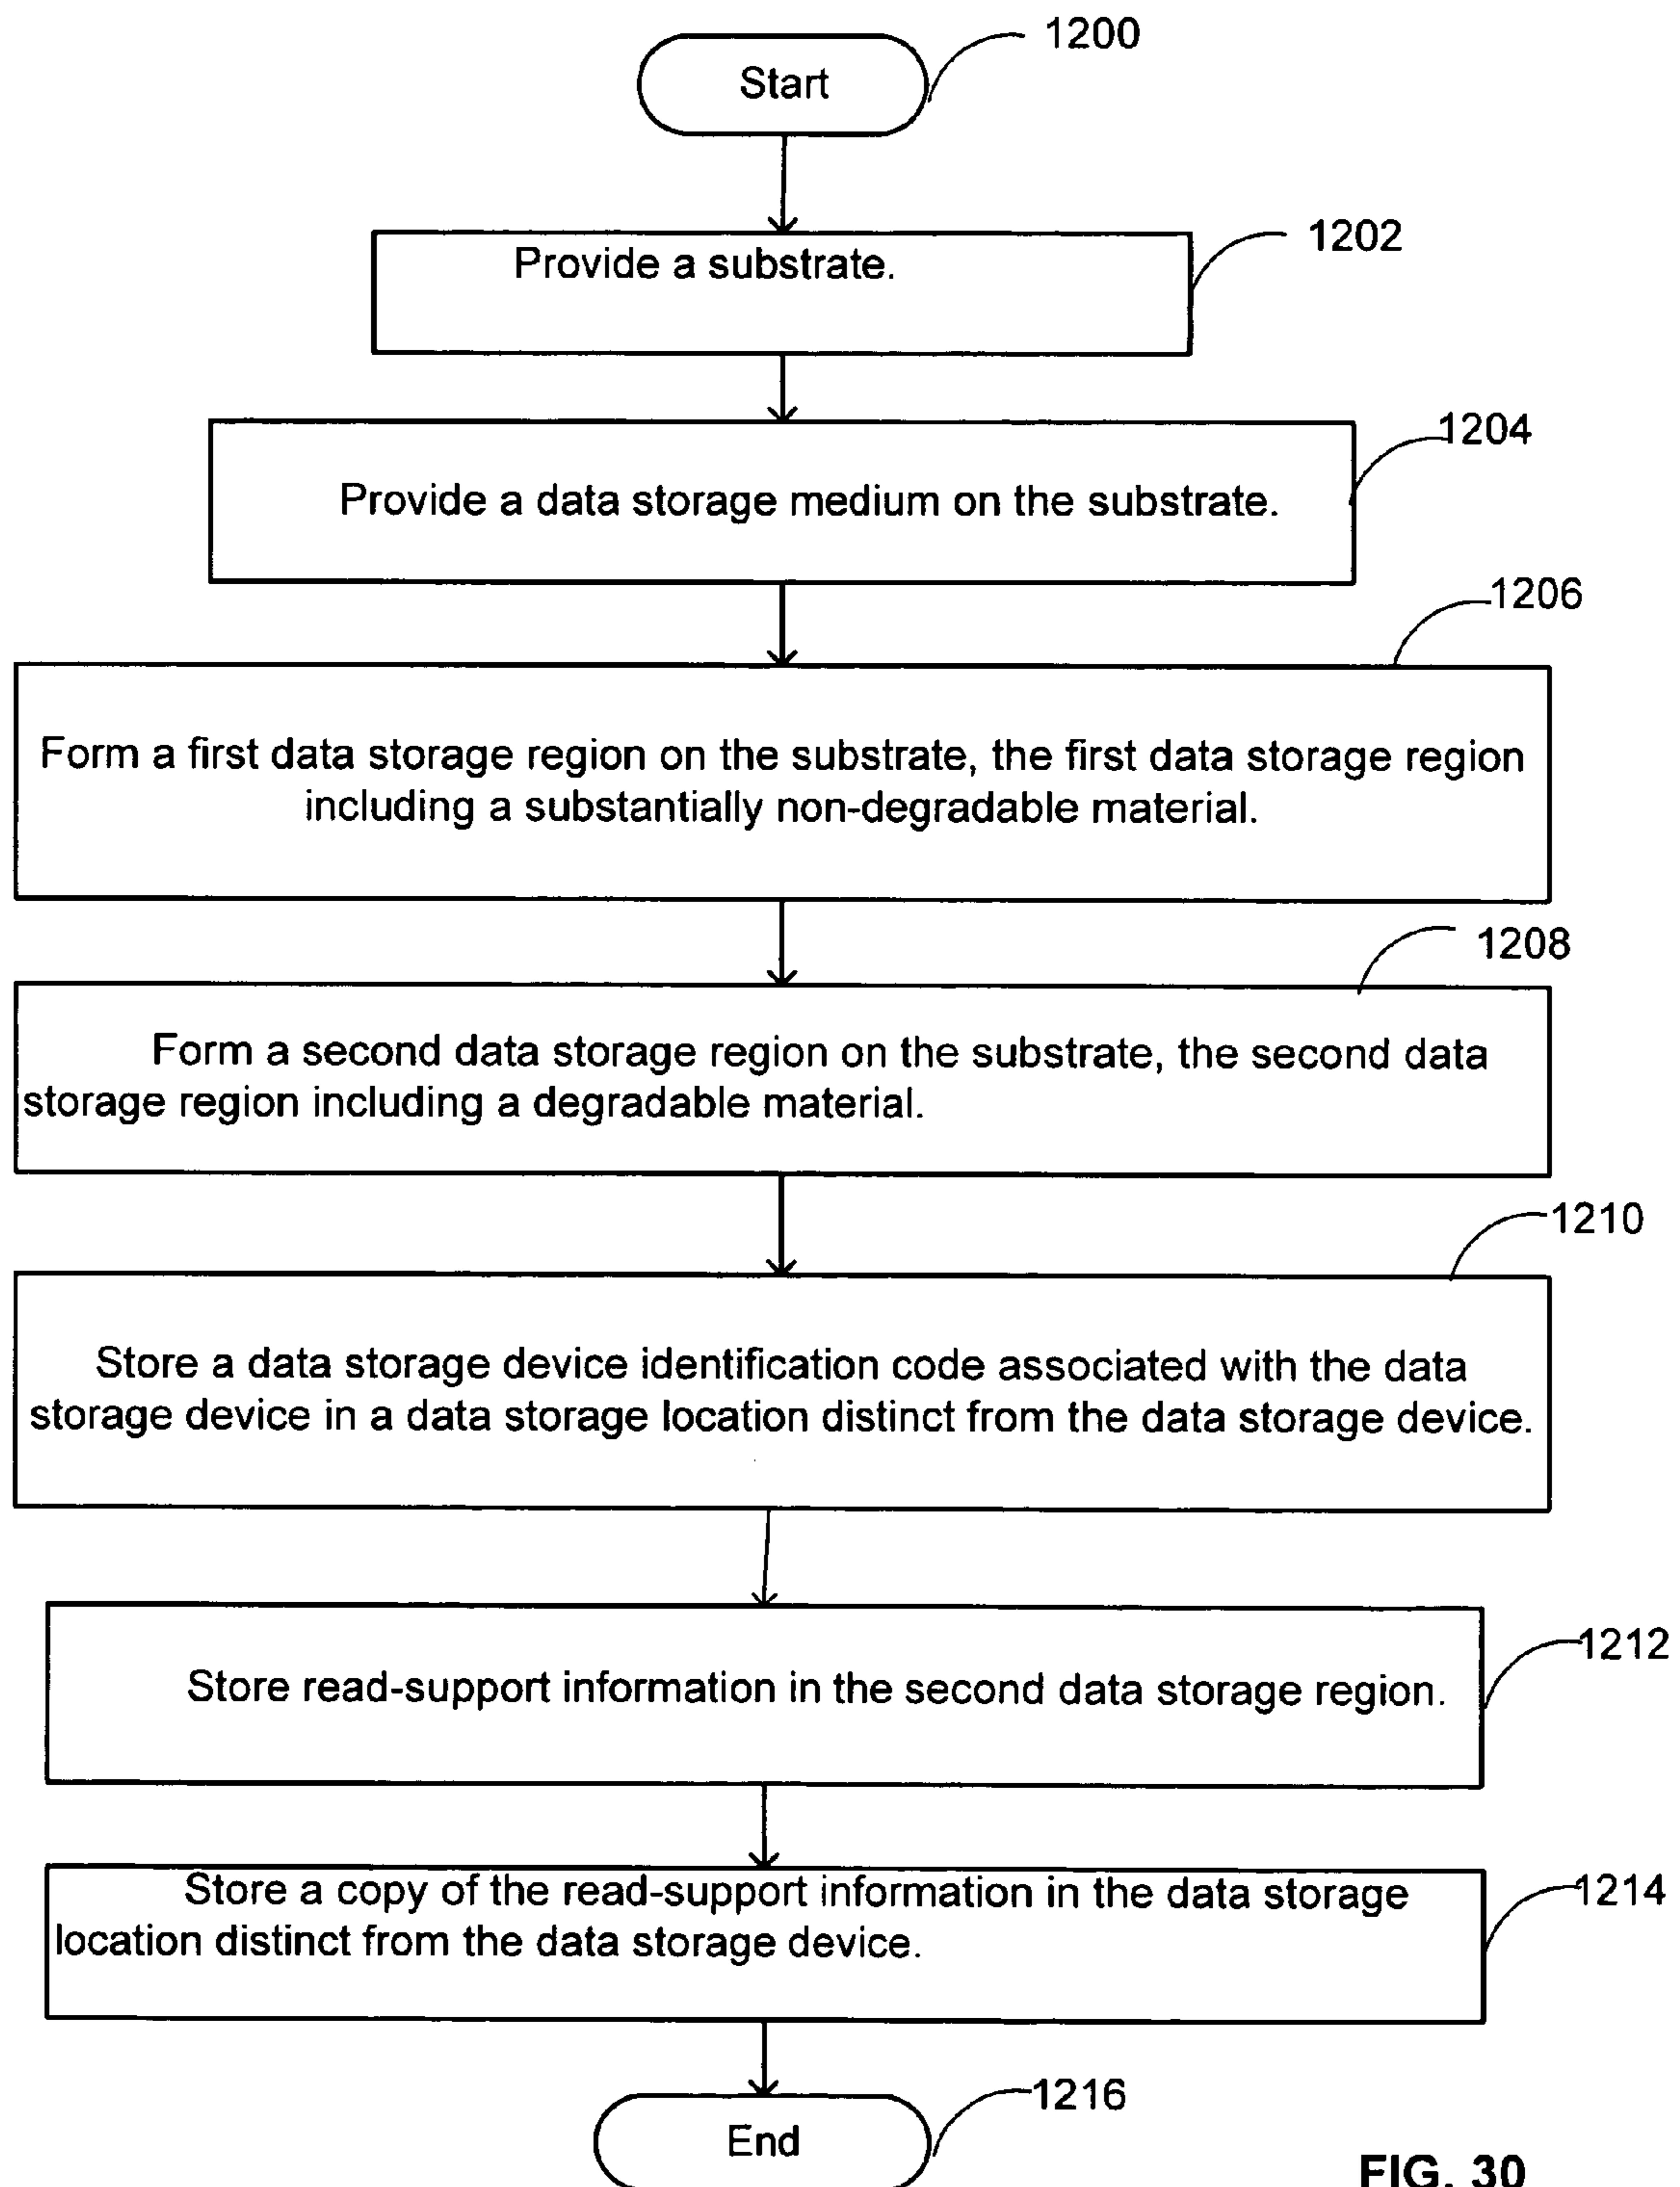 1200
Start
1202
Provide a substrate.
1204
Provide a data storage medium on the substrate.
1206
Form a first data storage region on the substrate, the first data storage region
including a substantially non-degradable material.
1208
Form a second data storage region on the substrate, the second data
storage region including a degradable material.
1210
Store a data storage device identification code associated with the data
storage device in a data storage location distinct from the data storage device.
1212
Store read-support information in the second data storage region.
1214
Store a copy of the read-support information in the data storage
location distinct from the data storage device.
1216
End
FIG. 30